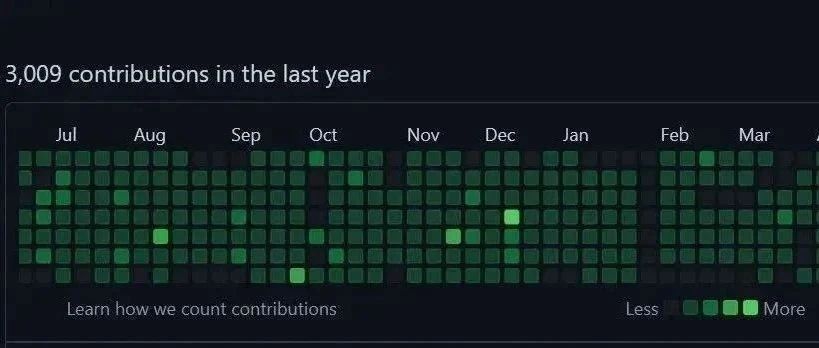 3,009 contributions in the last year
Jul Aug Sep Oct Nov Dec Jan Feb Mar
Learn how we count contributions
Less More